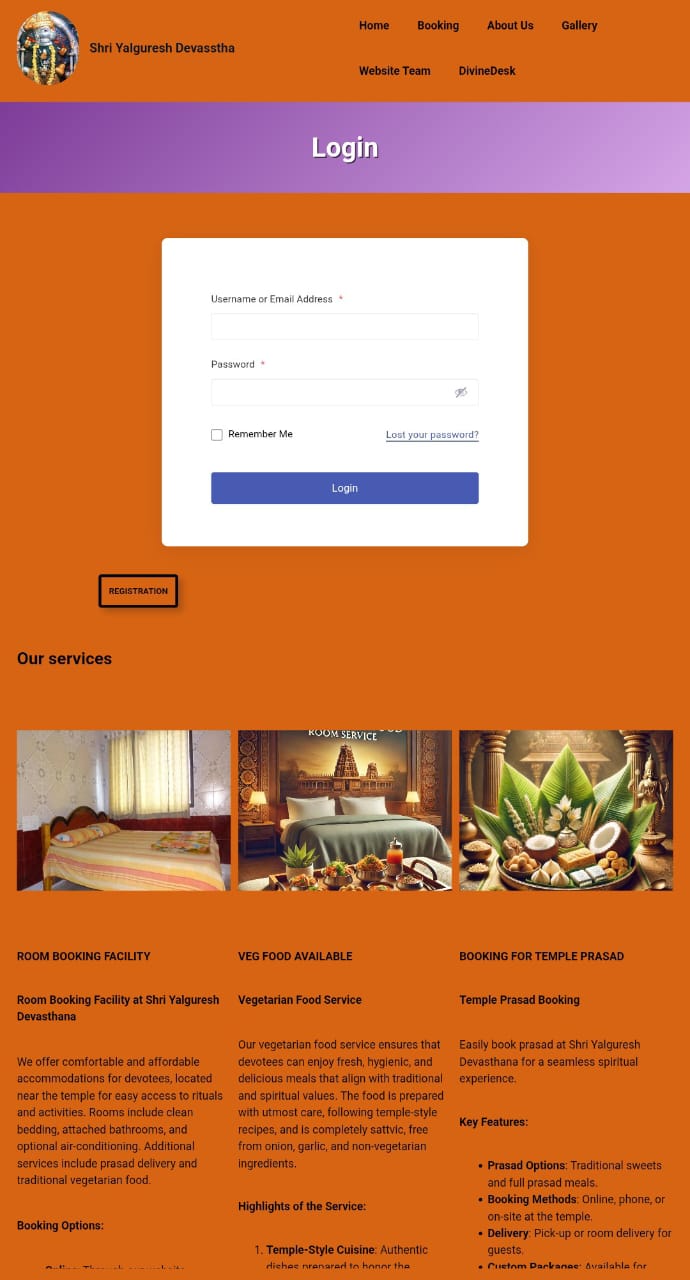 Shri Yalguresh Devasstha
Home Booking About Us Gallery
Website Team DivineDesk
Login
Username or Email Address *
Password *
Remember Me Lost your password?
Login
REGISTRATION
Our services
ROOM SERVICE
ROOM BOOKING FACILITY
Room Booking Facility at Shri Yalguresh
Devasthana
We offer comfortable and affordable
accommodations for devotees, located
near the temple for easy access to rituals
and activities. Rooms include clean
bedding, attached bathrooms, and
optional air-conditioning. Additional
services include prasad delivery and
traditional vegetarian food.
Booking Options:
VEG FOOD AVAILABLE
Vegetarian Food Service
Our vegetarian food service ensures that
devotees can enjoy fresh, hygienic, and
delicious meals that align with traditional
and spiritual values. The food is prepared
with utmost care, following temple-style
recipes, and is completely sattvic, free
from onion, garlic, and non-vegetarian
ingredients.
Highlights of the Service:
1. Temple-Style Cuisine: Authentic
dishes prepared to honor the
BOOKING FOR TEMPLE PRASAD
Temple Prasad Booking
Easily book prasad at Shri Yalguresh
Devasthana for a seamless spiritual
experience.
Key Features:
• Prasad Options: Traditional sweets
and full prasad meals.
• Booking Methods: Online, phone, or
on-site at the temple.
• Delivery: Pick-up or room delivery for
guests.
• Custom Packages: Available for